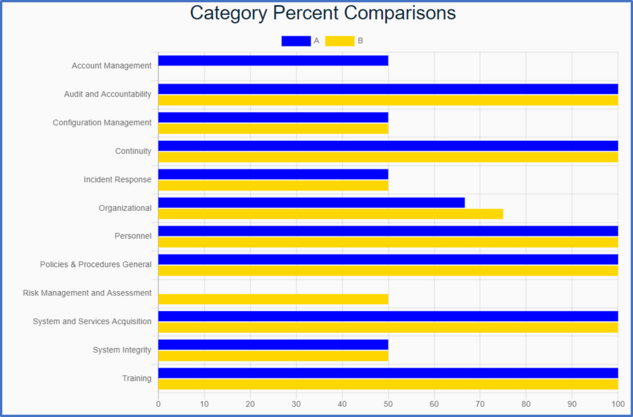 Category Percent Comparisons
A B
Account Management
Audit and Accountability
Configuration Management
Continuity
Incident Response
Organizational
Personnel
Policies & Procedures General
Risk Management and Assessment
System and Services Acquisition
System Integrity
Training
0 10 20 30 40 50 60 70 80 90 100